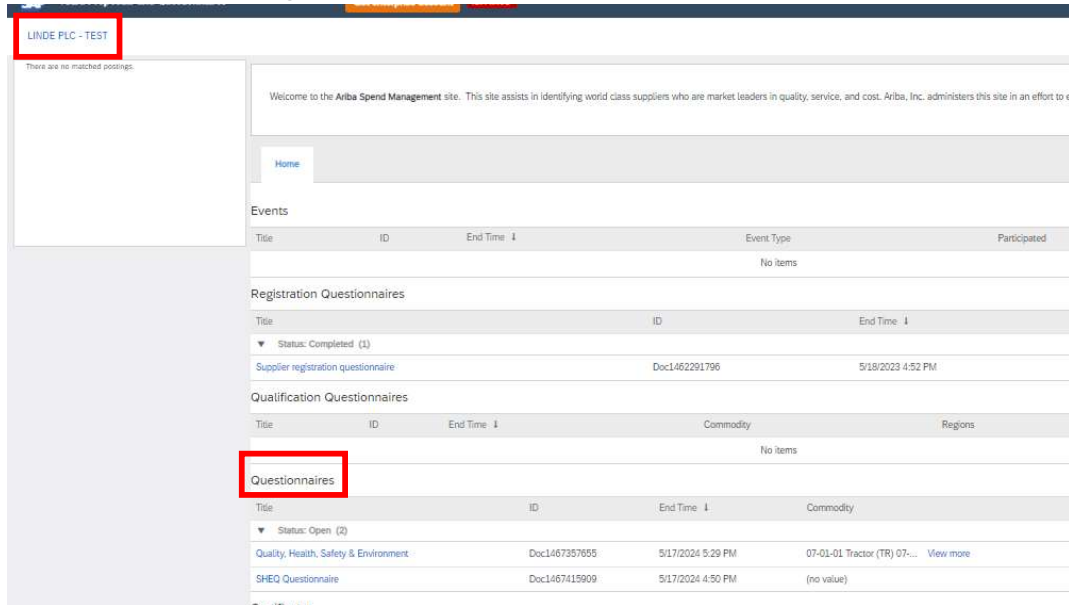 LINDE PLC - TEST
There are no matched postings.
Welcome to the Ariba Spend Management site. This site assists in identifying world class suppliers who are market leaders in quality, service, and cost. Ariba, Inc. administers this site in an effort to
Home
Events
Title ID End Time ↓ Event Type Participated
No items
Registration Questionnaires
Title ID End Time ↓
▼ Status: Completed (1)
Supplier registration questionnaire Doc1462291796 5/18/2023 4:52 PM
Qualification Questionnaires
Title ID End Time ↓ Commodity Regions
No items
Questionnaires
Title ID End Time ↓ Commodity
▼ Status: Open (2)
Quality, Health, Safety & Environment Doc1467357655 5/17/2024 5:29 PM 07-01-01 Tractor (TR) 07-... View more
SHEQ Questionnaire Doc1467415909 5/17/2024 4:50 PM (no value)